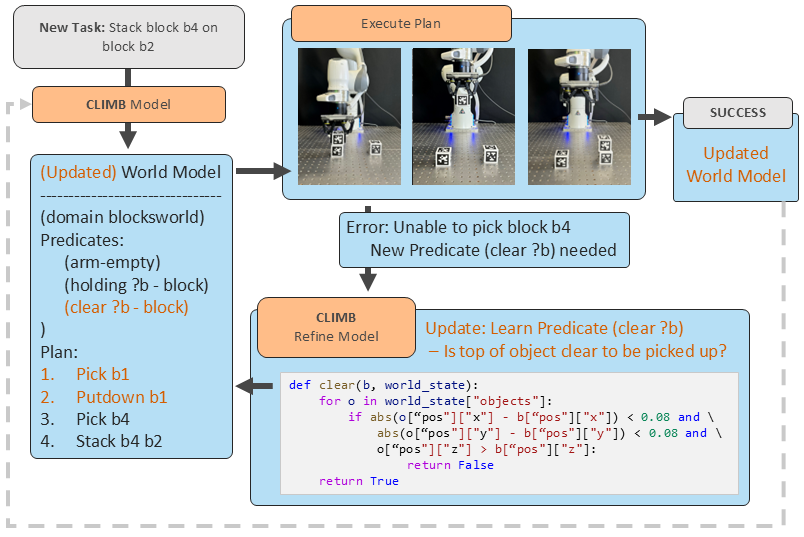 New Task: Stack block b4 on
block b2
CLIMB Model
(Updated) World Model
--------------------------------
(domain blocksworld)
Predicates:
(arm-empty)
(holding ?b - block)
(clear ?b - block)
)
Plan:
1. Pick b1
2. Putdown b1
3. Pick b4
4. Stack b4 b2
Execute Plan
SUCCESS
Updated
World Model
Error: Unable to pick block b4
New Predicate (clear ?b) needed
CLIMB
Refine Model
Update: Learn Predicate (clear ?b)
– Is top of object clear to be picked up?
def clear(b, world_state):
for o in world_state["objects"]:
if abs(o[“pos"]["x"] - b[“pos"]["x"]) < 0.08 and \
abs(o[“pos"]["y"] - b[“pos"]["y"]) < 0.08 and \
o[“pos"]["z"] > b[“pos"]["z"]:
return False
return True